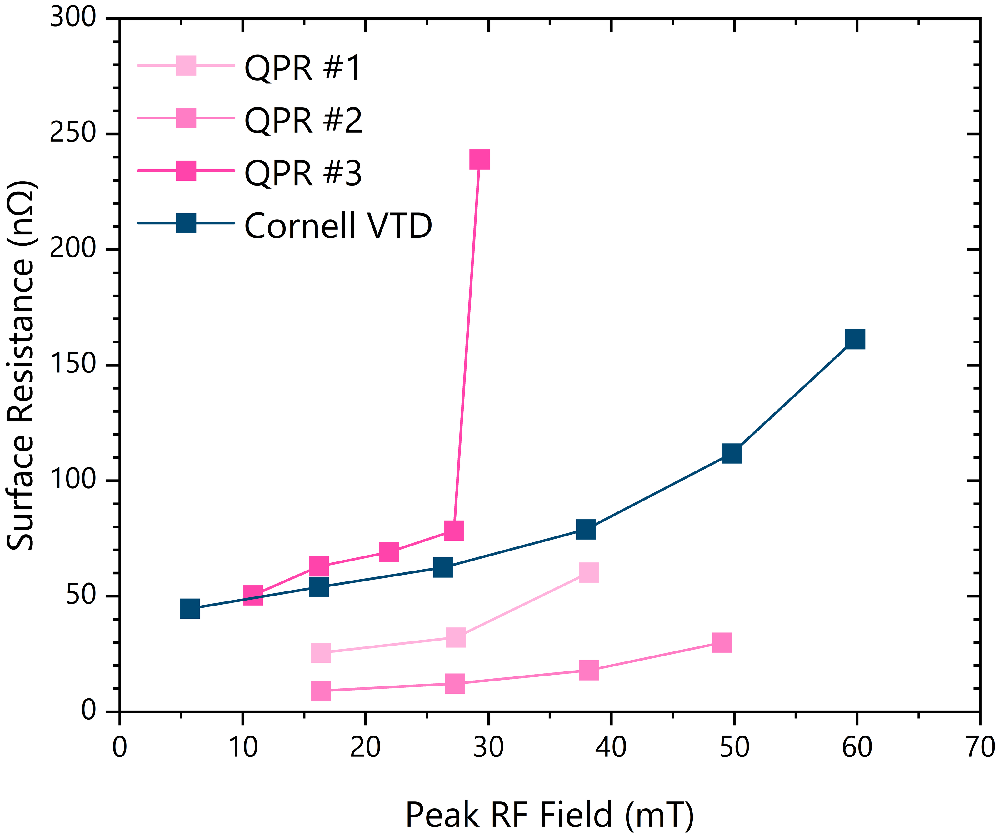 300
250
200
150
100
50
0
Surface Resistance (nΩ)
QPR #1
QPR #2
QPR #3
Cornell VTD
0 10 20 30 40 50 60 70
Peak RF Field (mT)